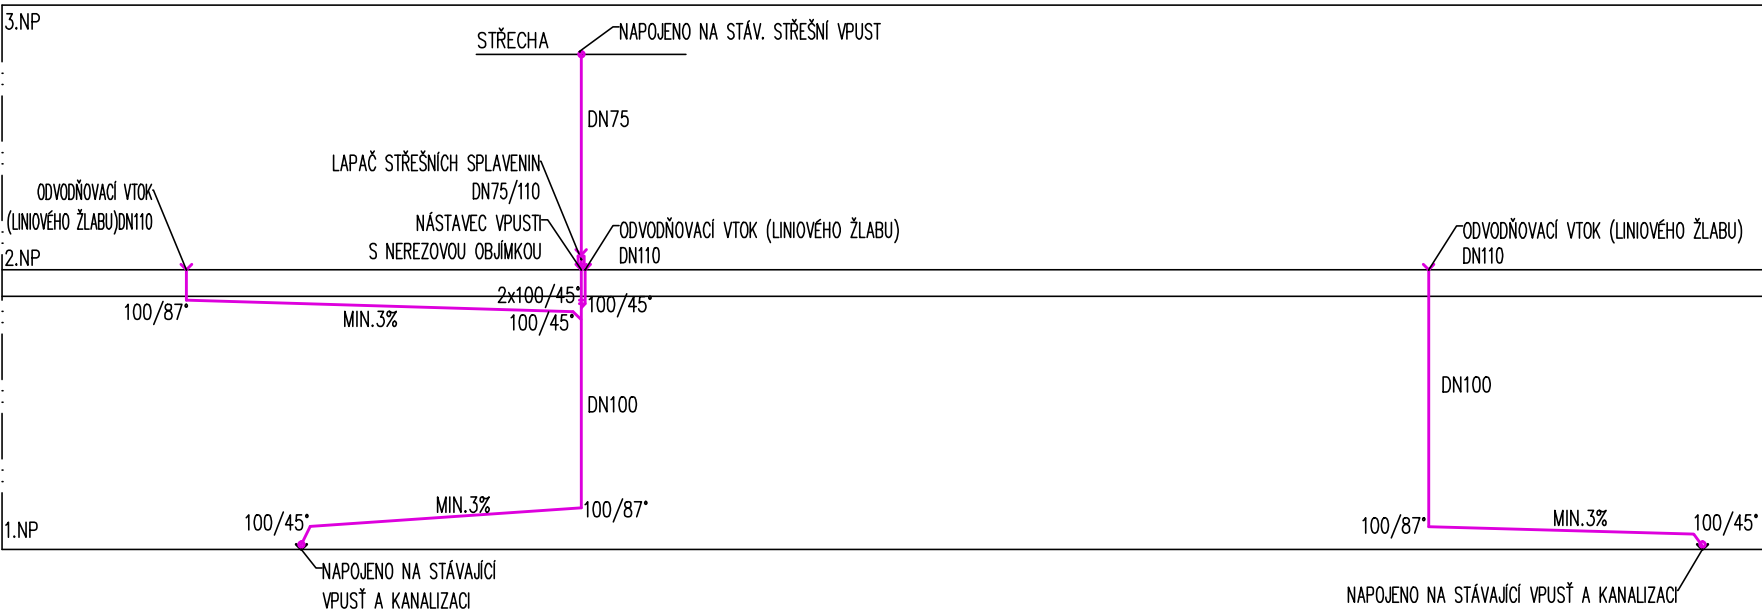 3.NP
STŘECHA
NAPOJENO NA STÁV. STŘEŠNÍ VPUST
DN75
LAPAČ STŘEŠNÍCH SPLAVENIN
DN75/110
NÁSTAVEC VPUSTI
S NEREZOVOU OBJÍMKOU
ODVODŇOVACÍ VTOK
(LINIOVÉHO ŽLABU)DN110
ODVODŇOVACÍ VTOK (LINIOVÉHO ŽLABU)
DN110
ODVODŇOVACÍ VTOK (LINIOVÉHO ŽLABU)
DN110
2.NP
100/87°
MIN.3%
2x100/45°
100/45°
100/45°
DN100
DN100
100/45°
MIN.3%
100/87°
100/87°
MIN.3%
100/45°
1.NP
NAPOJENO NA STÁVAJÍCÍ
VPUSŤ A KANALIZACI
NAPOJENO NA STÁVAJÍCÍ VPUSŤ A KANALIZACI